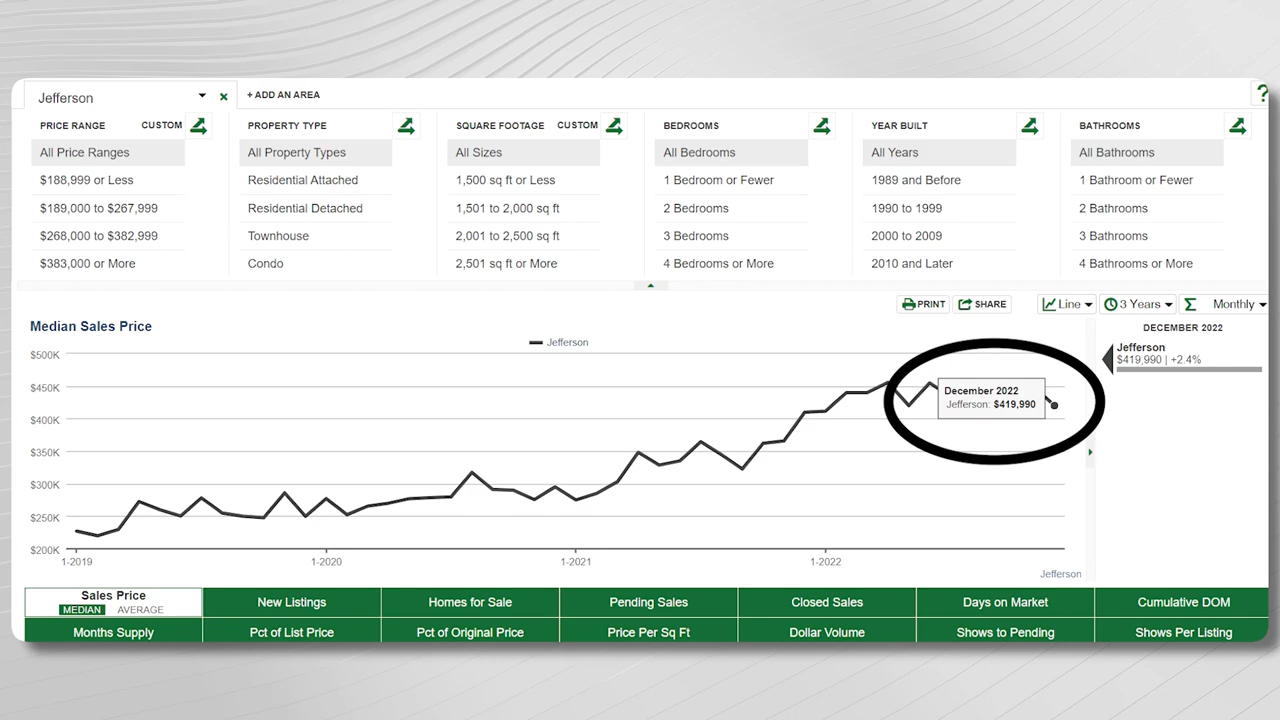 Jefferson
+ ADD AN AREA
?
PRICE RANGE CUSTOM
All Price Ranges
$188,999 or Less
$189,000 to $267,999
$268,000 to $382,999
$383,000 or More
PROPERTY TYPE
All Property Types
Residential Attached
Residential Detached
Townhouse
Condo
SQUARE FOOTAGE CUSTOM
All Sizes
1,500 sq ft or Less
1,501 to 2,000 sq ft
2,001 to 2,500 sq ft
2,501 sq ft or More
BEDROOMS
All Bedrooms
1 Bedroom or Fewer
2 Bedrooms
3 Bedrooms
4 Bedrooms or More
YEAR BUILT
All Years
1989 and Before
1990 to 1999
2000 to 2009
2010 and Later
BATHROOMS
All Bathrooms
1 Bathroom or Fewer
2 Bathrooms
3 Bathrooms
4 Bathrooms or More
PRINT SHARE Line 3 Years Σ Monthly
Median Sales Price
Jefferson
$500K
$450K
$400K
$350K
$300K
$250K
$200K
1-2019 1-2020 1-2021 1-2022
December 2022
Jefferson: $419,990
Jefferson
DECEMBER 2022
Jefferson
$419,990 | +2.4%
Sales Price
MEDIAN AVERAGE
New Listings
Homes for Sale
Pending Sales
Closed Sales
Days on Market
Cumulative DOM
Months Supply
Pct of List Price
Pct of Original Price
Price Per Sq Ft
Dollar Volume
Shows to Pending
Shows Per Listing